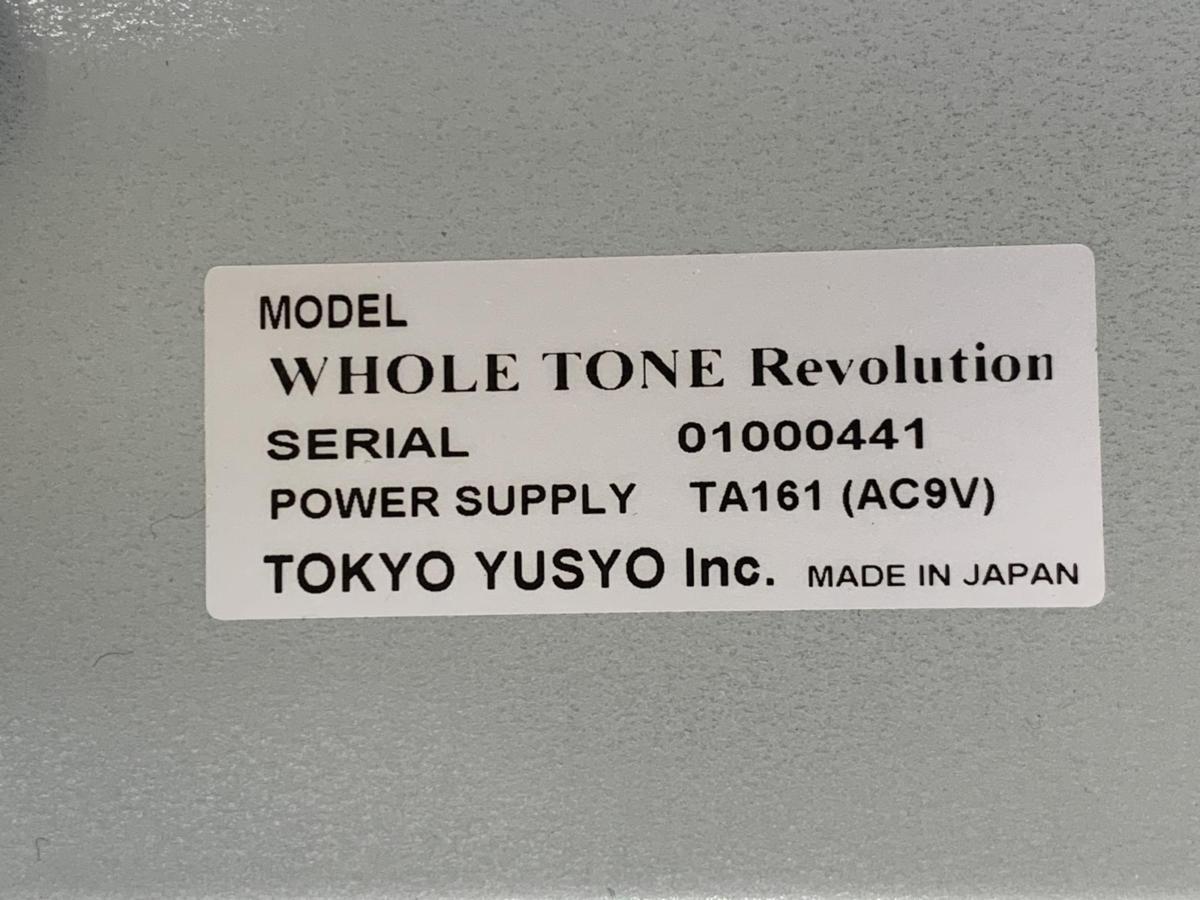 MODEL
WHOLE TONE Revolution
SERIAL 01000441
POWER SUPPLY TA161 (AC9V)
TOKYO YUSYO Inc. MADE IN JAPAN